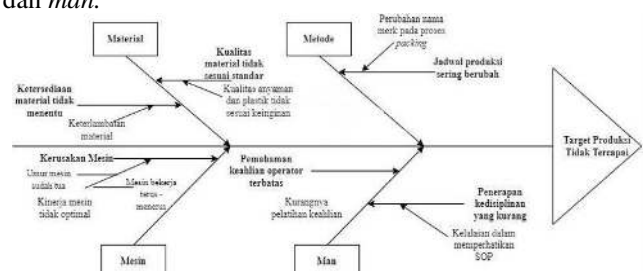 dan man.
Material
Metode
Perubahan nama
merk pada proses
packing
Kualitas
material tidak
sesuai standar
Jadwal produksi
sering berubah
Ketersediaan
material tidak
menentu
Kualitas anyaman
dan plastik tidak
sesuai keinginan
Keterlambatan
material
Target Produksi
Tidak Tercapai
Kerusakan Mesin
Umur mesin
sudah tua
Mesin bekerja
terus -
menerus
Kinerja mesin
tidak optimal
Pemahaman
keahlian operator
terbatas
Kurangnya
pelatihan keahlian
Penerapan
kedisiplinan
yang kurang
Kelalaian dalam
memperhatikan
SOP
Mesin
Man